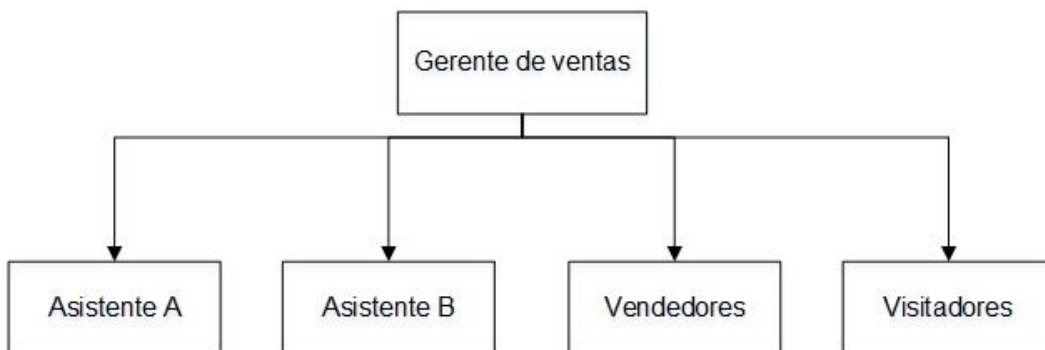 Gerente de ventas
Asistente A
Asistente B
Vendedores
Visitadores